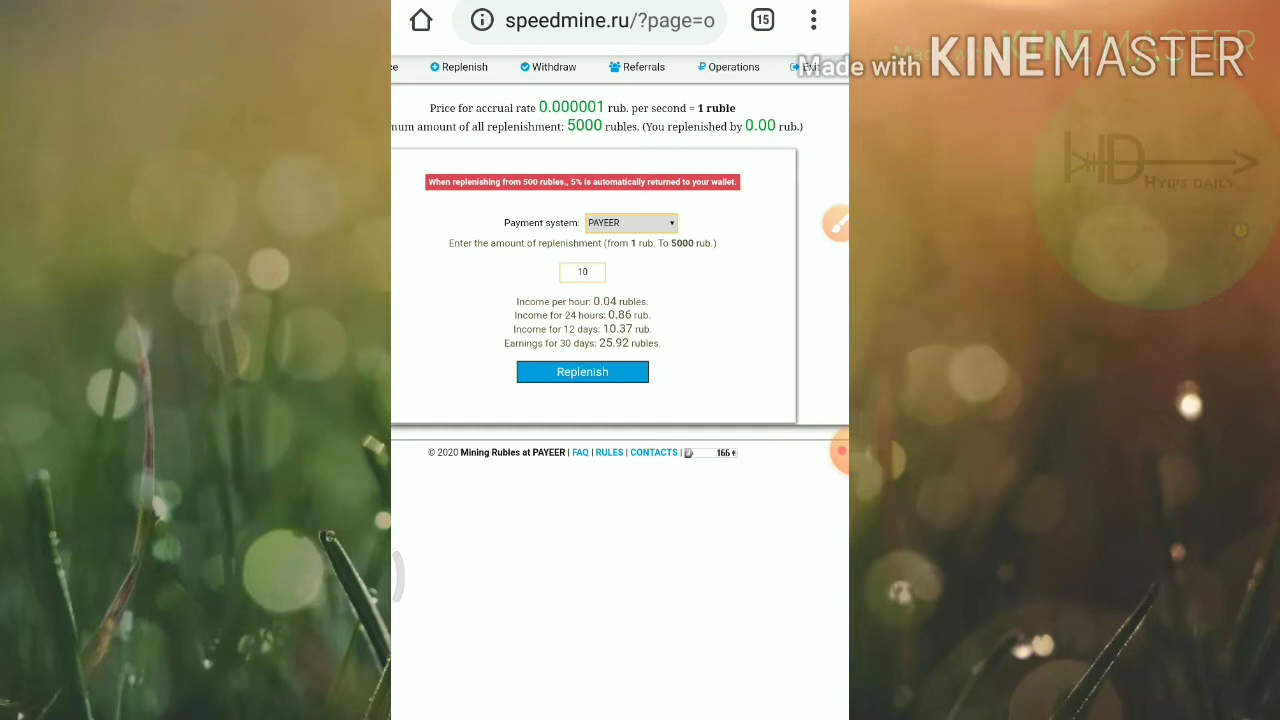 speedmine.ru/?page=o
15
ce
Replenish
Withdraw
Referrals
Operations
Made with KINEMASTER
Price for accrual rate 0.000001 rub. per second = 1 ruble
num amount of all replenishment: 5000 rubles. (You replenished by 0.00 rub.)
HYIPS DAILY
When replenishing from 500 rubles., 5% is automatically returned to your wallet.
Payment system: PAYEER
Enter the amount of replenishment (from 1 rub. To 5000 rub.)
10
Income per hour: 0.04 rubles.
Income for 24 hours: 0.86 rub.
Income for 12 days: 10.37 rub.
Earnings for 30 days: 25.92 rubles.
Replenish
© 2020 Mining Rubles at PAYEER | FAQ | RULES | CONTACTS |
166